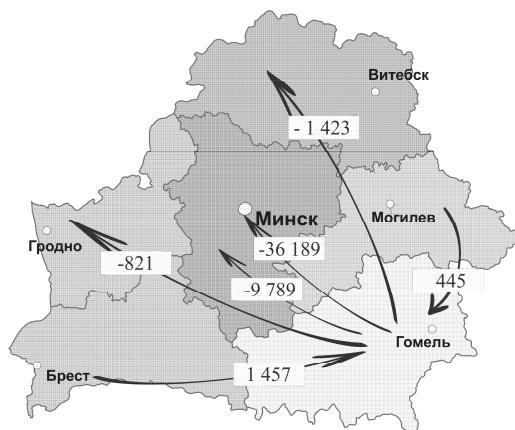 Витебск
- 1 423
Минск
Могилев
Гродно
-36 189
-821
-9 789
445
Гомель
Брест
1 457